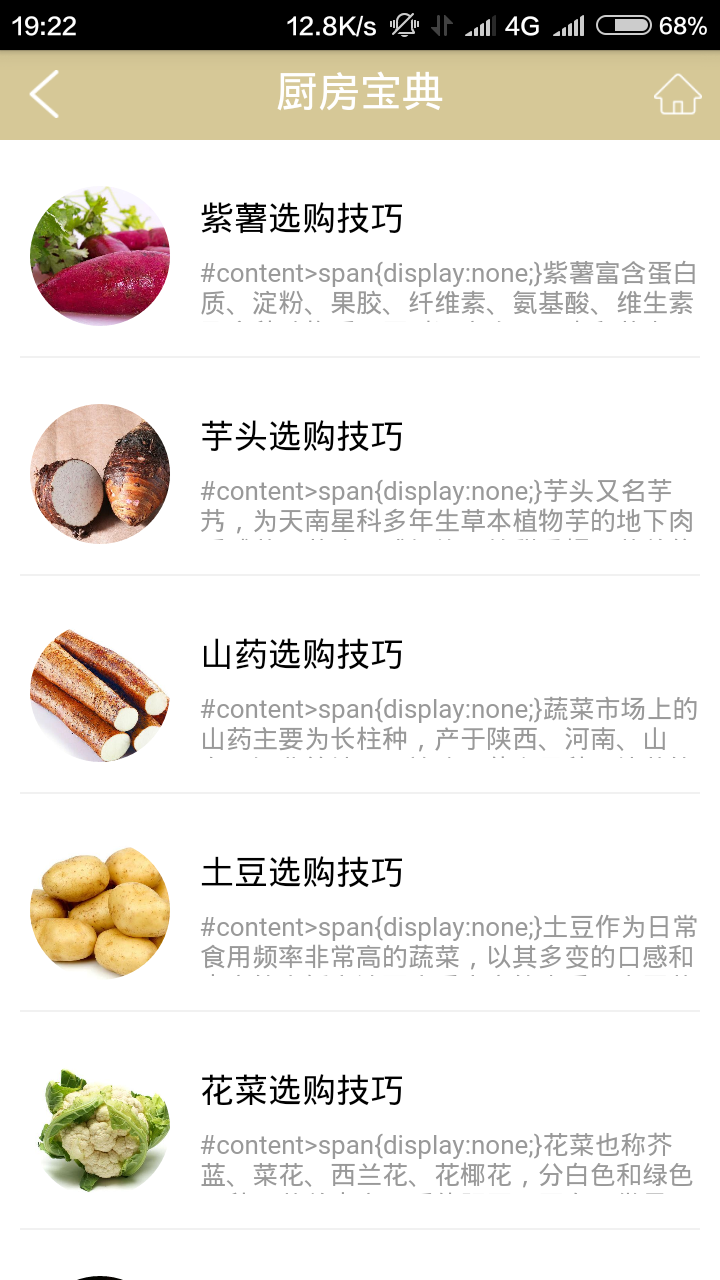 19:22 12.8K/s 4G 68%
厨房宝典
紫薯选购技巧
#content>span{display:none;}紫薯富含蛋白
质、淀粉、果胶、纤维素、氨基酸、维生素
芋头选购技巧
#content>span{display:none;}芋头又名芋
艿，为天南星科多年生草本植物芋的地下肉
山药选购技巧
#content>span{display:none;}蔬菜市场上的
山药主要为长柱种，产于陕西、河南、山
土豆选购技巧
#content>span{display:none;}土豆作为日常
食用频率非常高的蔬菜，以其多变的口感和
花菜选购技巧
#content>span{display:none;}花菜也称芥
蓝、菜花、西兰花、花椰花，分白色和绿色